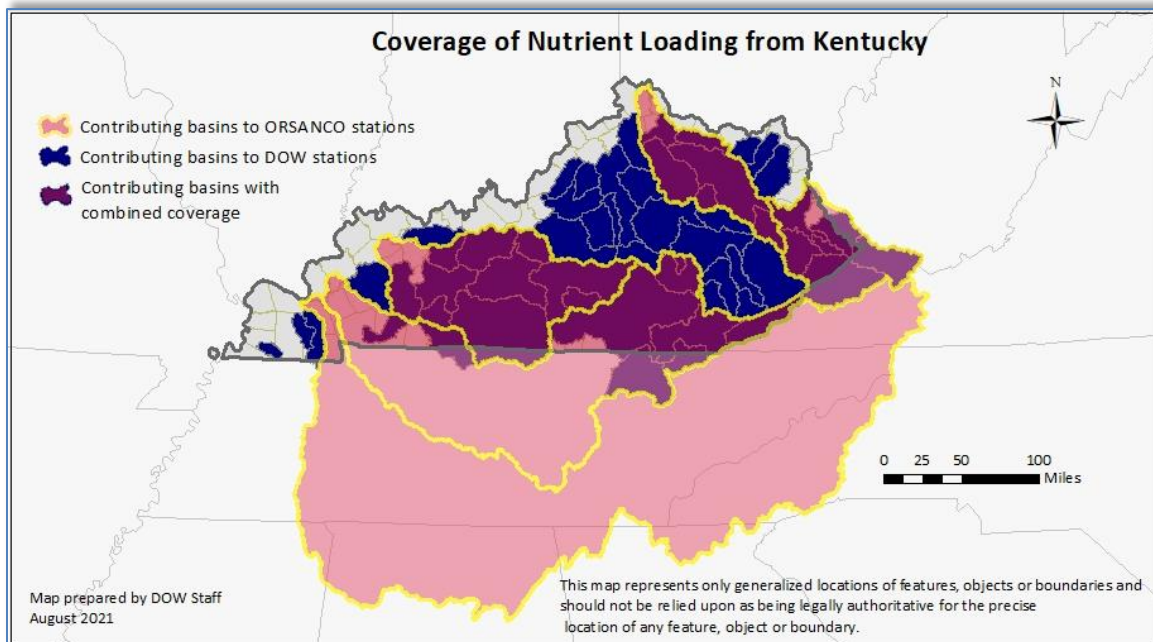 Coverage of Nutrient Loading from Kentucky
N
Contributing basins to ORSANCO stations
Contributing basins to DOW stations
Contributing basins with
combined coverage
0 25 50 100
Miles
Map prepared by DOW Staff
August 2021
This map represents only generalized locations of features, objects or boundaries and
should not be relied upon as being legally authoritative for the precise
location of any feature, object or boundary.